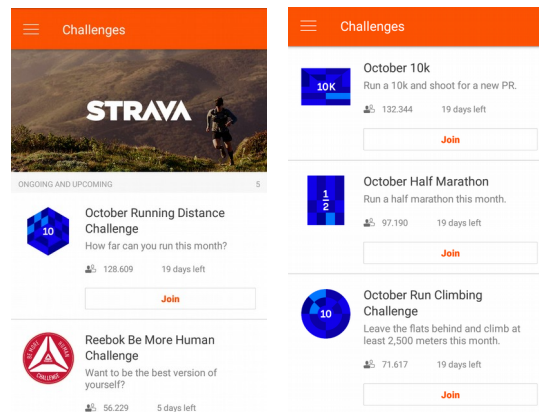 Challenges
STRAVA
ONGOING AND UPCOMING 5
10
October Running Distance
Challenge
How far can you run this month?
128.609 19 days left
Join
BE MORE HUMAN
CHALLENGE
Reebok Be More Human
Challenge
Want to be the best version of
yourself?
56.229 5 days left
Challenges
10K
October 10k
Run a 10k and shoot for a new PR.
132.344 19 days left
Join
1
2
October Half Marathon
Run a half marathon this month.
97.190 19 days left
Join
10
October Run Climbing
Challenge
Leave the flats behind and climb at
least 2,500 meters this month.
71.617 19 days left
Join